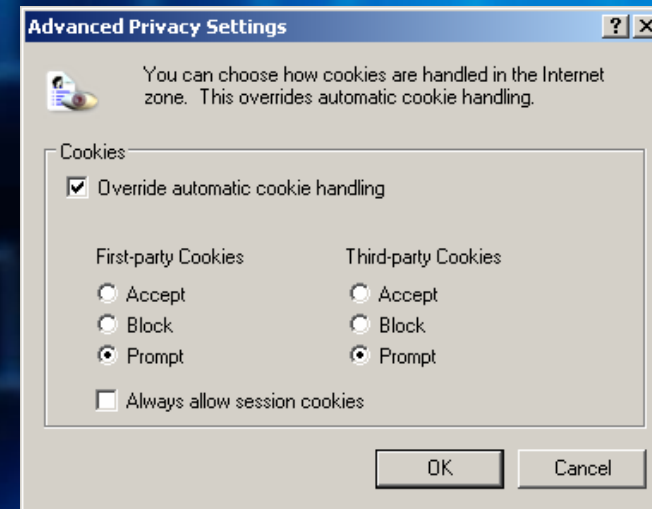 Advanced Privacy Settings
You can choose how cookies are handled in the Internet
zone. This overrides automatic cookie handling.
Cookies
Override automatic cookie handling
First-party Cookies Third-party Cookies
Accept Accept
Block Block
Prompt Prompt
Always allow session cookies
OK Cancel